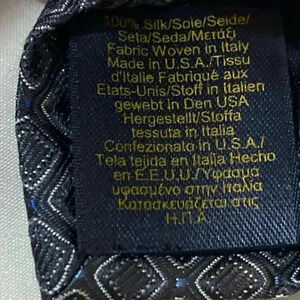 100% Silk/Soie/Seide/
Seta/Seda/Μετάξι
Fabric Woven in Italy
Made in U.S.A./Tissu
d'Italie Fabriqué aux
Etats-Unis/Stoff in Italien
gewebt in Den USA
Hergestellt/Stoffa
tessuta in Italia
Confezionato in U.S.A./
Tela tejida en Italia Hecho
en E.E.U.U./Υφασμα
υφασμένο στην Ιταλία
Κατασκευάζεται στις
Η.Π.Α